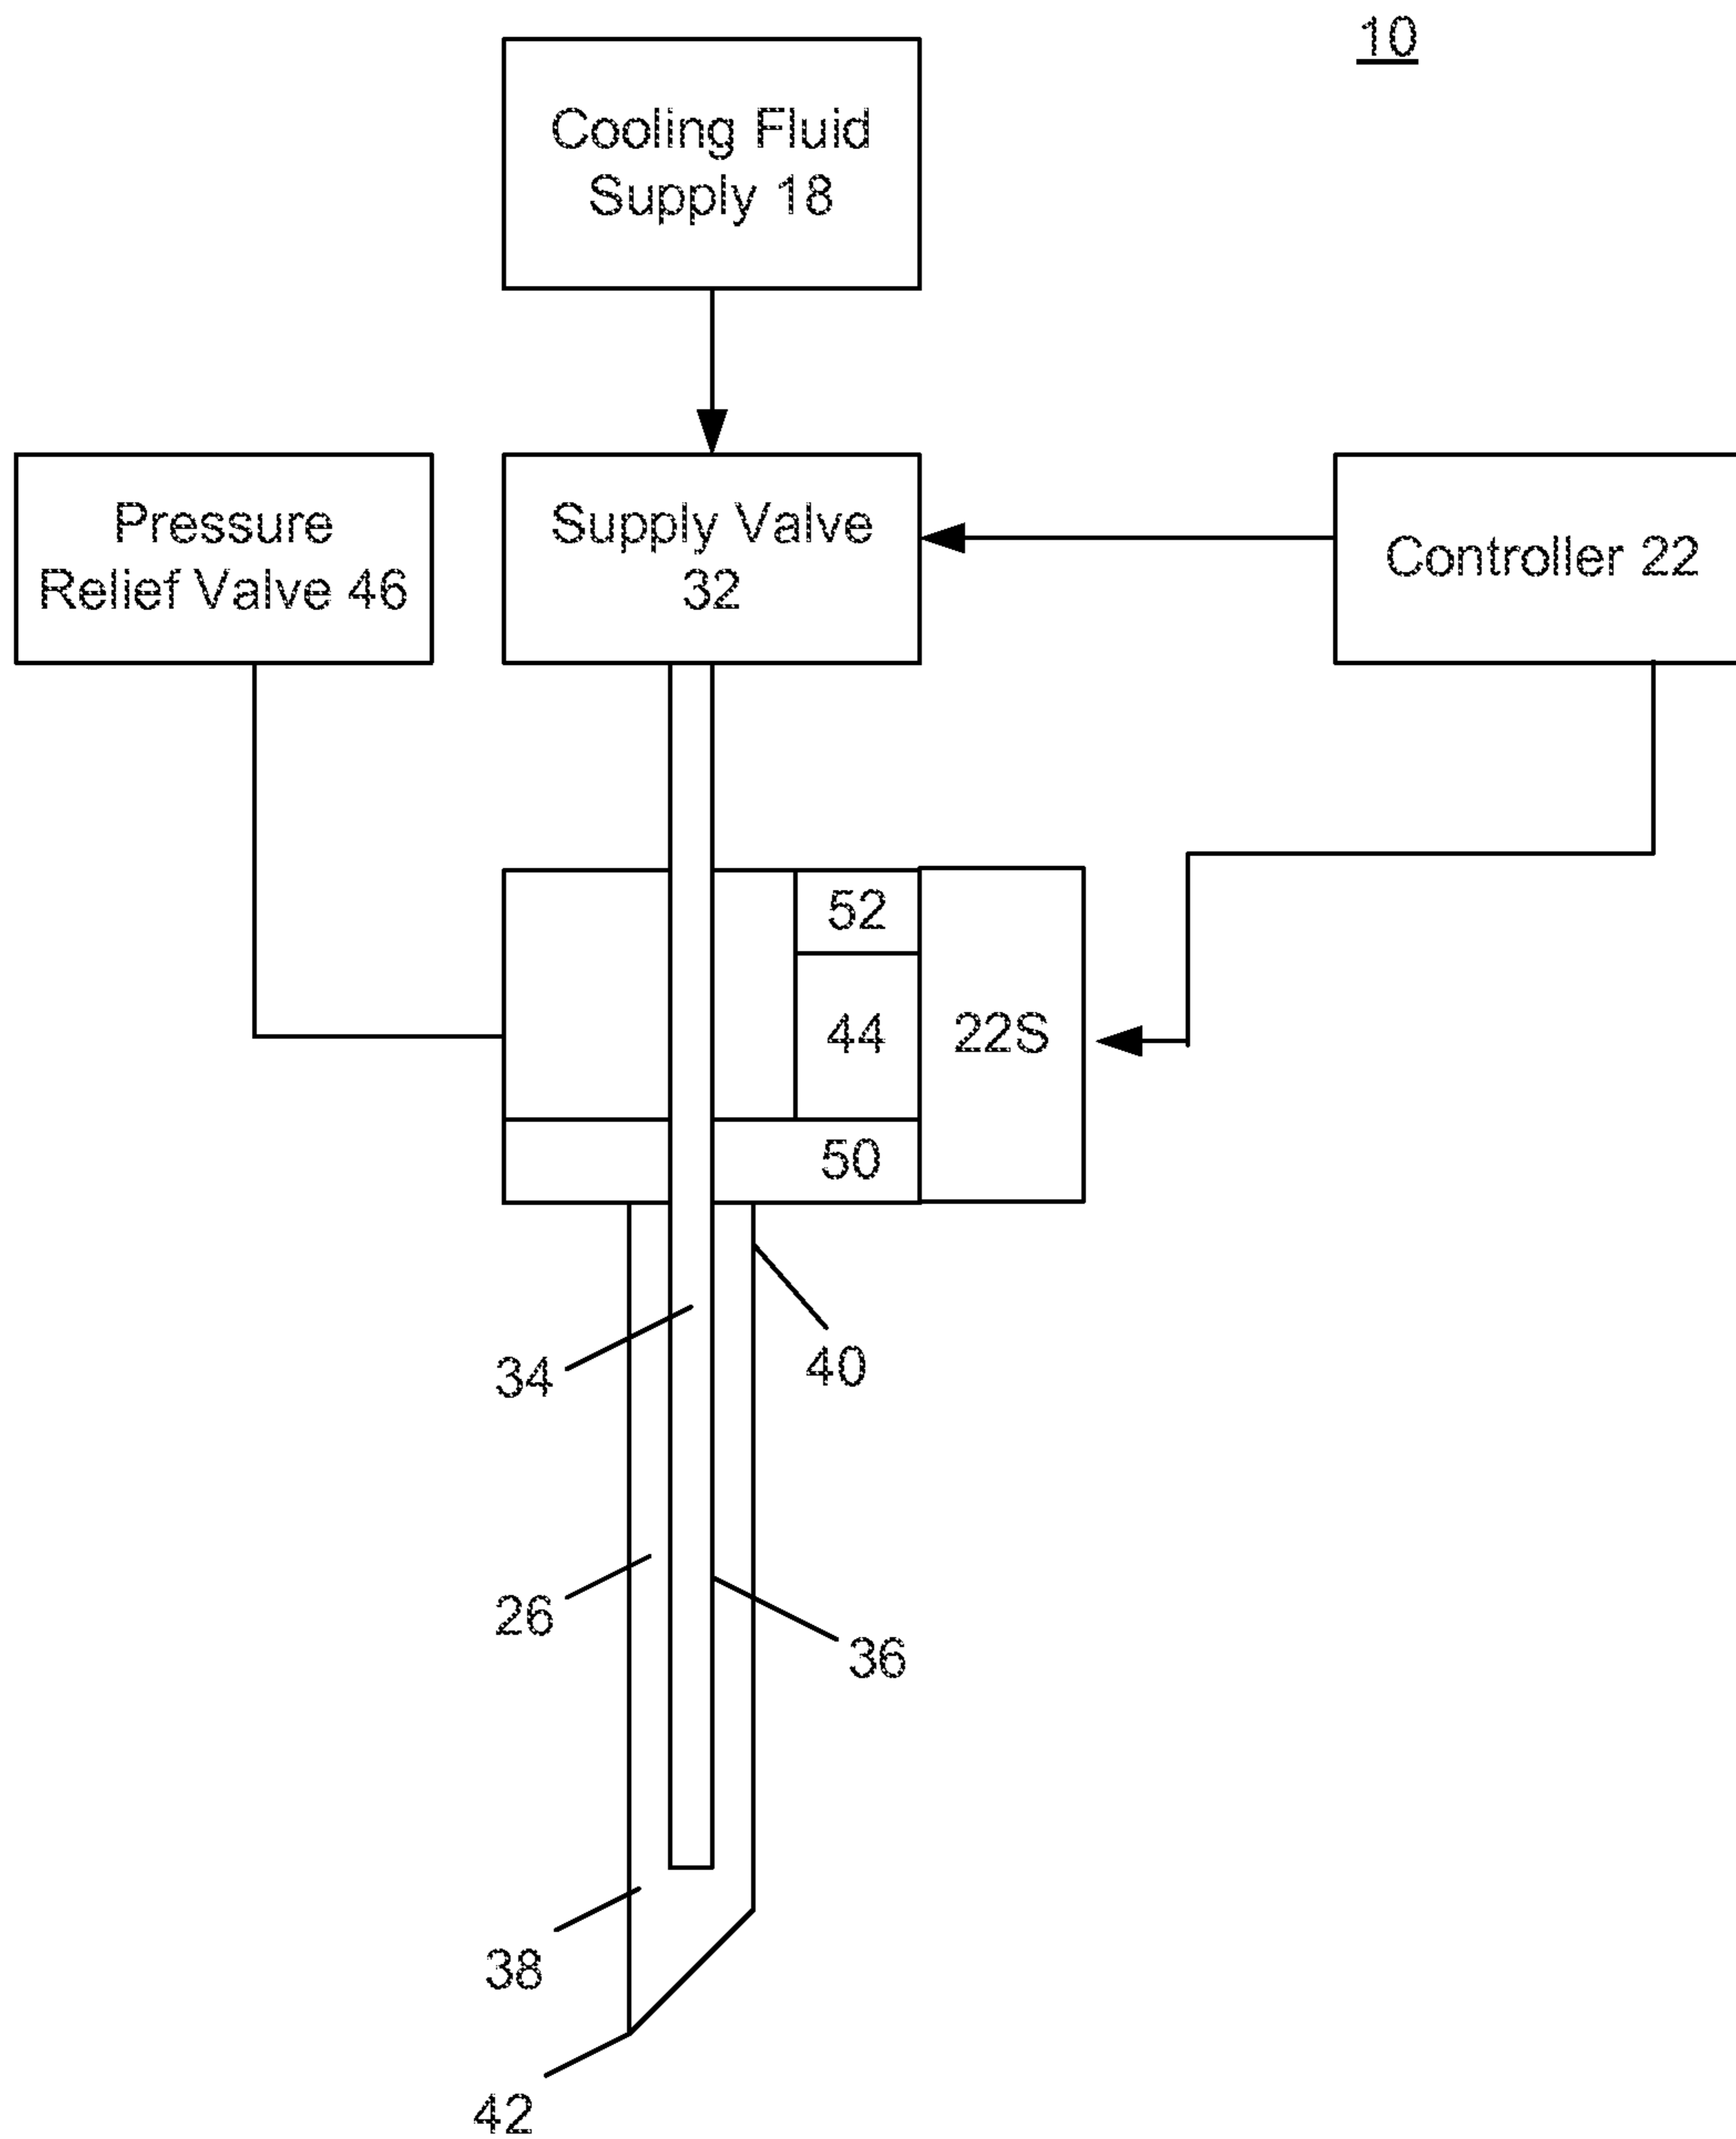 10
Cooling Fluid
Supply 18
Pressure
Relief Valve 46
Supply Valve
32
Controller 22
52
44
22S
50
34
40
26
36
38
42